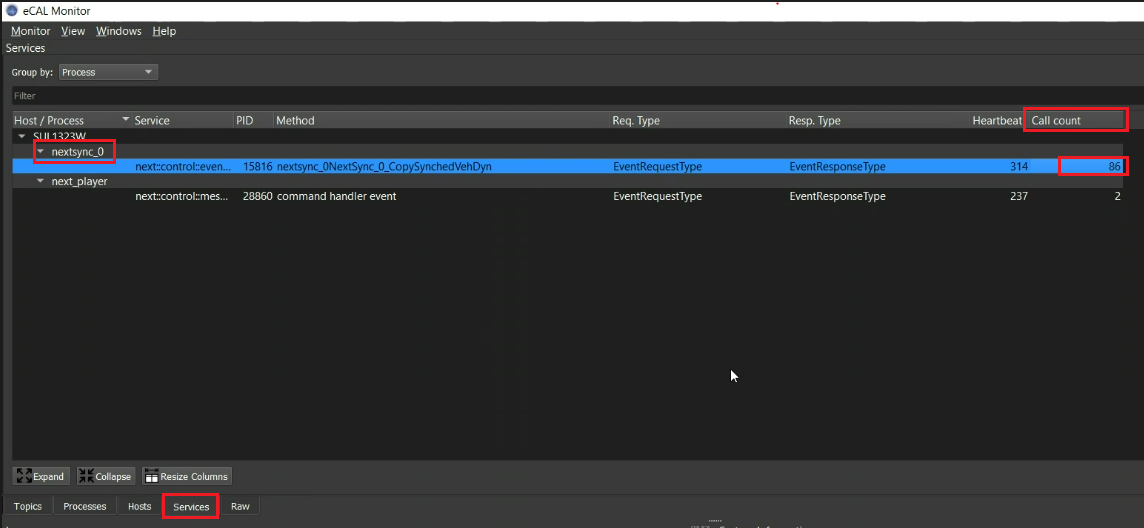 eCAL Monitor
Monitor View Windows Help
Services
Group by: Process
Filter
Host / Process Service PID Method Req. Type Resp. Type Heartbeat Call count
SUL1323W
nextsync_0
next::control::even... 15816 nextsync_0NextSync_0_CopySynchedVehDyn EventRequestType EventResponseType 314 86
next_player
next::control::mes... 28860 command handler event EventRequestType EventResponseType 237 2
Expand Collapse Resize Columns
Topics Processes Hosts Services Raw